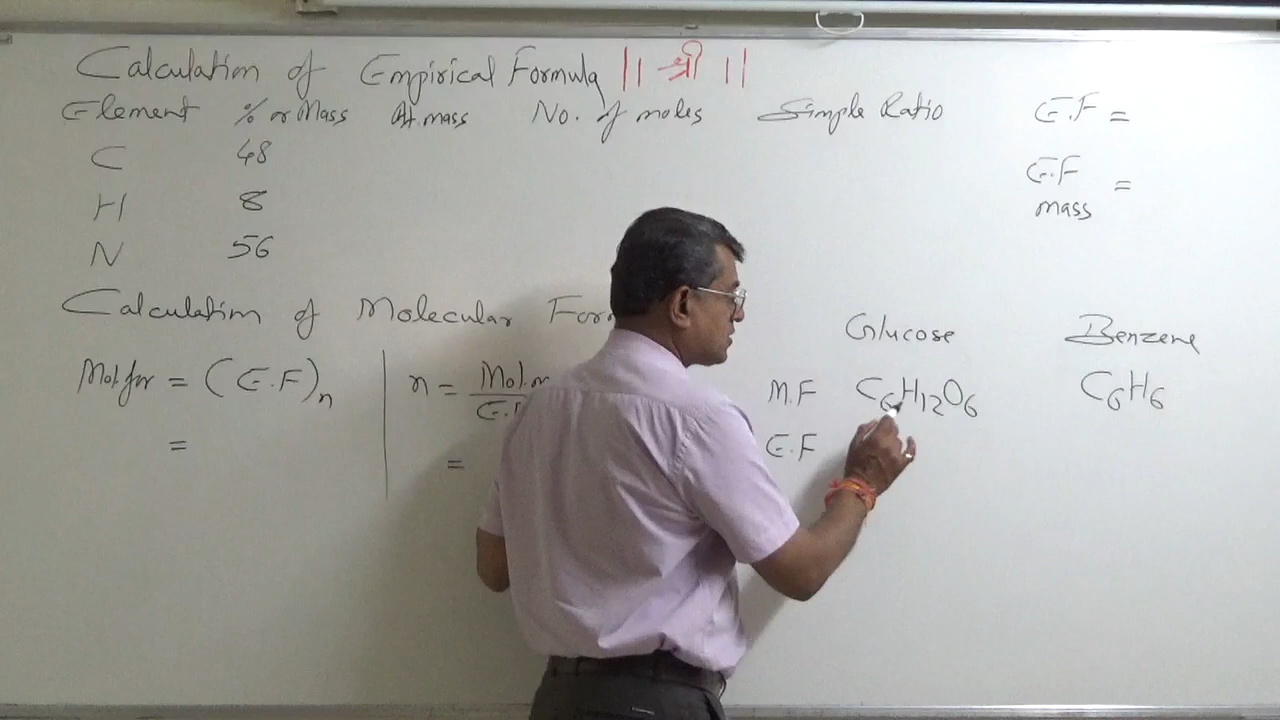 Calculation of Empirical Formula || श्री ||
Element % or Mass At mass No. of moles Simple Ratio E.F =
C 48
E.F mass =
H 8
N 56
Calculation of Molecular
Glucose Benzene
Mol. for = (E.F)n n = Mol.
M.F C6H12O6 C6H6
E.F
= =